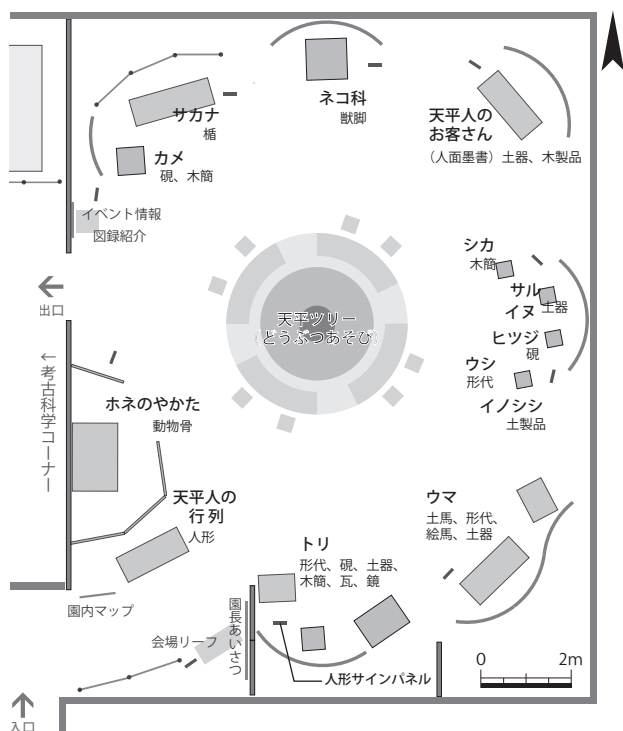 サカナ
楯
カメ
硯、木簡
イベント情報
図録紹介
ネコ科
獣脚
天平人の
お客さん
（人面墨書）土器、木製品
シカ
木簡
サル
土器
イヌ
ヒツジ
硯
ウシ
形代
イノシシ
土製品
天平ツリー
（どうぶつあそび）
出口
←考古科学コーナー
ホネのやかた
動物骨
天平人の
行列
人形
園内マップ
会場リーフ
園長あいさつ
トリ
形代、硯、土器、
木簡、瓦、鏡
人形サインパネル
ウマ
土馬、形代、
絵馬、土器
0 2m
入口